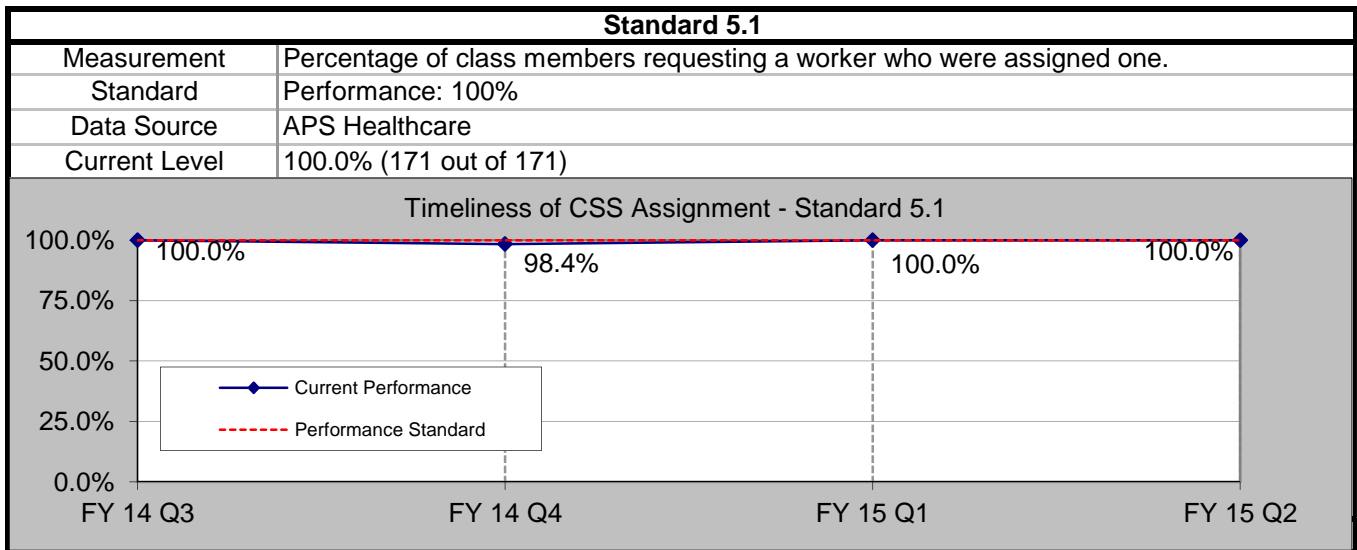 Standard 5.1
Measurement Percentage of class members requesting a worker who were assigned one.
Standard Performance: 100%
Data Source APS Healthcare
Current Level 100.0% (171 out of 171)
Timeliness of CSS Assignment - Standard 5.1
100.0%
100.0%
98.4%
100.0%
100.0%
75.0%
50.0%
Current Performance
25.0%
Performance Standard
0.0%
FY 14 Q3 FY 14 Q4 FY 15 Q1 FY 15 Q2